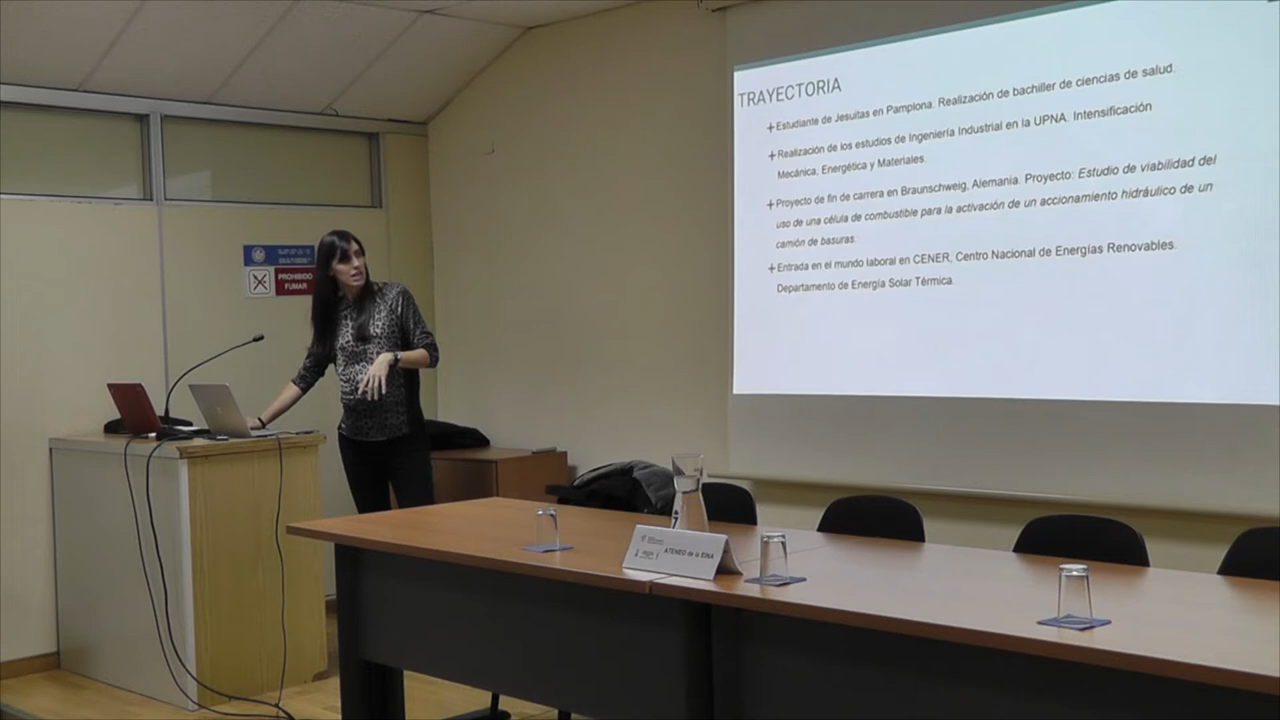 TRAYECTORIA
+Estudiante de Jesuitas en Pamplona. Realización de bachiller de ciencias de salud.
+Realización de los estudios de Ingeniería Industrial en la UPNA. Intensificación
Mecánica, Energética y Materiales.
+Proyecto de fin de carrera en Braunschweig, Alemania. Proyecto: Estudio de viabilidad del
uso de una célula de combustible para la activación de un accionamiento hidráulico de un
camión de basuras.
+Entrada en el mundo laboral en CENER, Centro Nacional de Energías Renovables.
Departamento de Energía Solar Térmica.
PROHIBIDO
FUMAR
ATENEO de la EINA